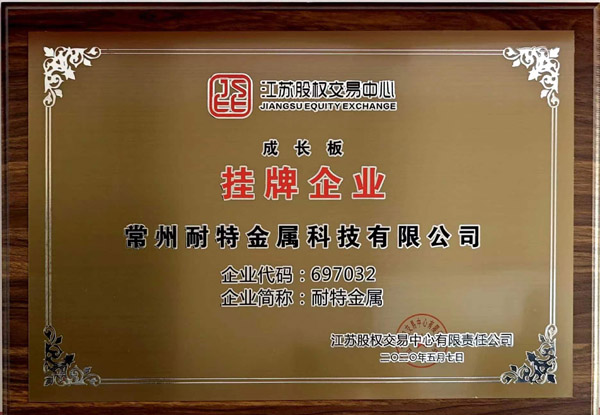 江苏股权交易中心
JIANGSU EQUITY EXCHANGE
成长板
挂牌企业
常州耐特金属科技有限公司
企业代码：697032
企业简称：耐特金属
江苏股权交易中心有限责任公司
二〇二〇年五月七日